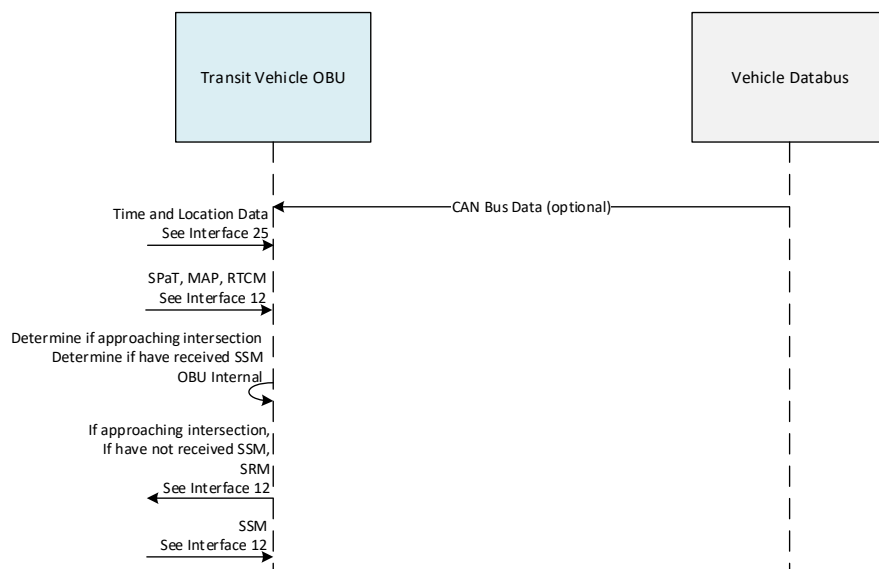 Transit Vehicle OBU
Vehicle Databus
CAN Bus Data (optional)
Time and Location Data
See Interface 25
SPaT, MAP, RTCM
See Interface 12
Determine if approaching intersection
Determine if have received SSM
OBU Internal
If approaching intersection,
If have not received SSM,
SRM
See Interface 12
SSM
See Interface 12